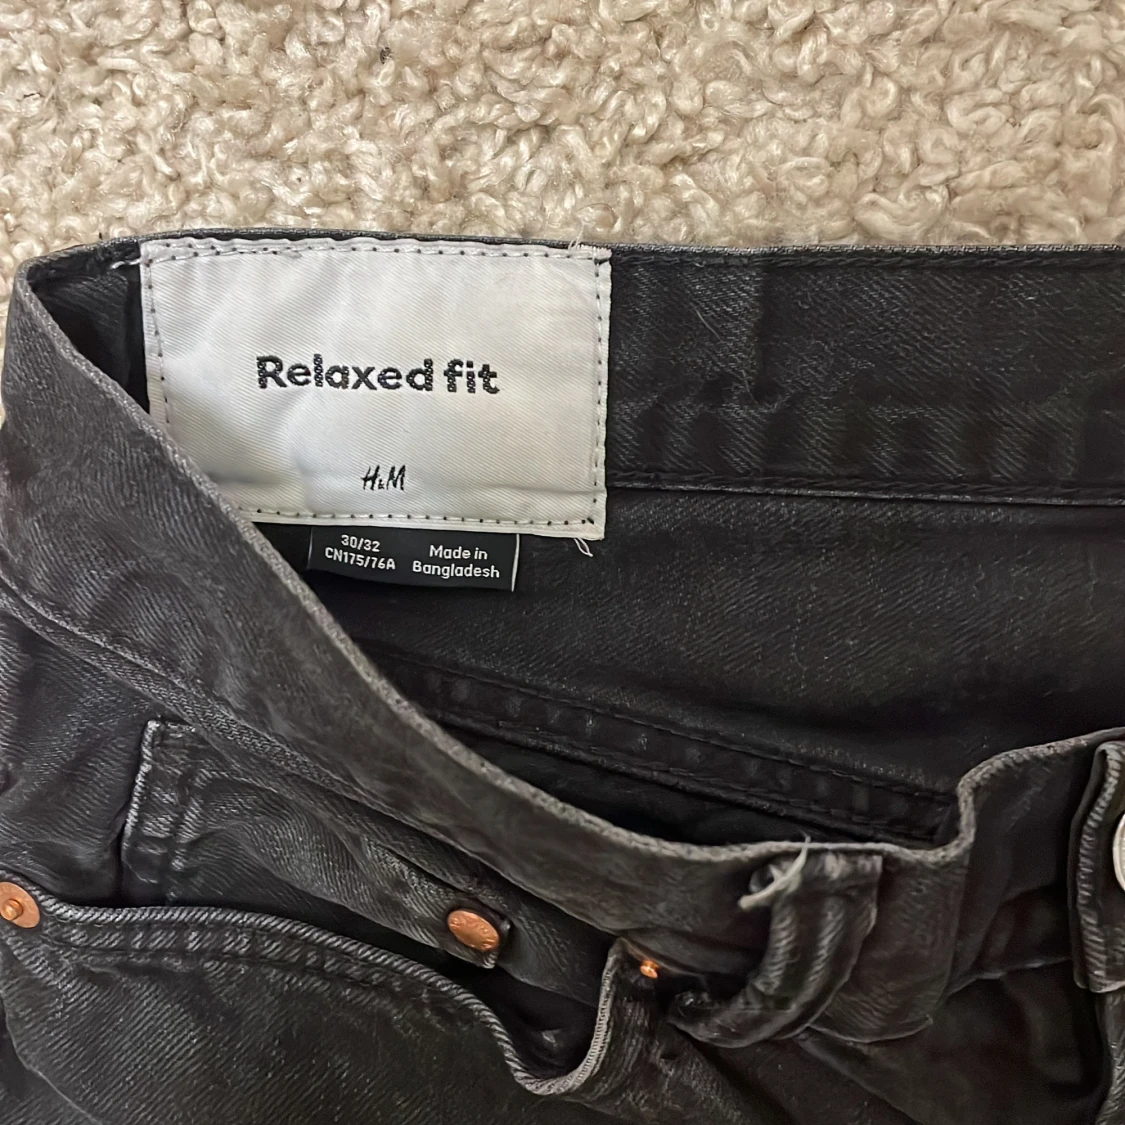 Relaxed fit
H&M
30/32
CN175/76A
Made in
Bangladesh